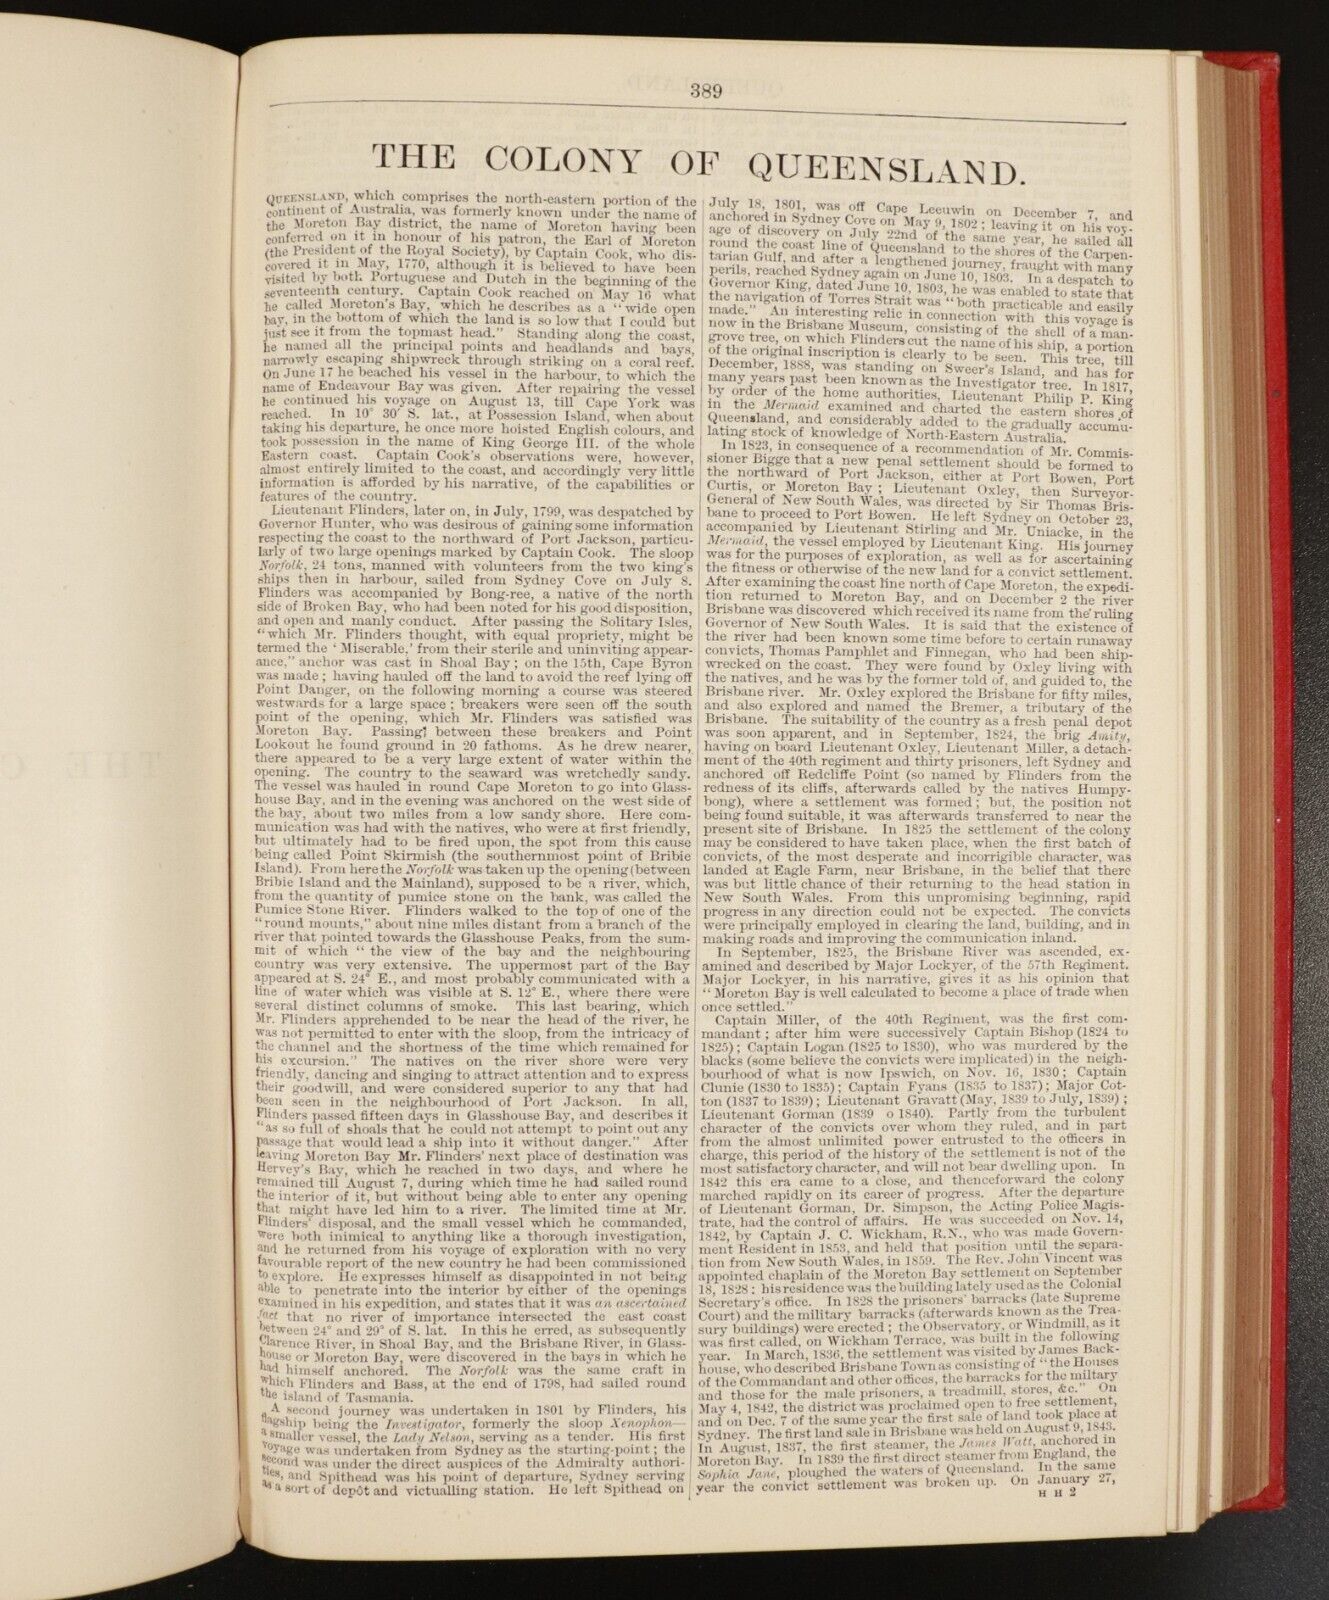 389
THE COLONY OF QUEENSLAND.
QUEENSLAND, which comprises the north-eastern portion of the
continent of Australia, was formerly known under the name of
the Moreton Bay district, the name of Moreton having been
conferred on it in honour of his patron, the Earl of Moreton
(the President of the Royal Society), by Captain Cook, who dis-
covered it in May, 1770, although it is believed to have been
visited by both Portuguese and Dutch in the beginning of the
seventeenth century. Captain Cook reached on May 16 what
he called Moreton's Bay, which he describes as a "wide open
bay, in the bottom of which the land is so low that I could but
just see it from the topmast head." Standing along the coast,
he named all the principal points and headlands and bays,
narrowly escaping shipwreck through striking on a coral reef.
On June 17 he beached his vessel in the harbour, to which the
name of Endeavour Bay was given. After repairing the vessel
he continued his voyage on August 13, till Cape York was
reached. In 10° 30' S. lat., at Possession Island, when about
taking his departure, he once more hoisted English colours, and
took possession in the name of King George III. of the whole
Eastern coast. Captain Cook's observations were, however,
almost entirely limited to the coast, and accordingly very little
information is afforded by his narrative, of the capabilities or
features of the country.
Lieutenant Flinders, later on, in July, 1799, was despatched by
Governor Hunter, who was desirous of gaining some information
respecting the coast to the northward of Port Jackson, particu-
larly of two large openings marked by Captain Cook. The sloop
Norfolk, 24 tons, manned with volunteers from the two king's
ships then in harbour, sailed from Sydney Cove on July 8.
Flinders was accompanied by Bong-ree, a native of the north
side of Broken Bay, who had been noted for his good disposition,
and open and manly conduct. After passing the Solitary Isles,
"which Mr. Flinders thought, with equal propriety, might be
termed the 'Miserable,' from their sterile and uninviting appear-
ance," anchor was cast in Shoal Bay; on the 15th, Cape Byron
was made; having hauled off the land to avoid the reef lying off
Point Danger, on the following morning a course was steered
westwards for a large space; breakers were seen off the south
point of the opening, which Mr. Flinders was satisfied was
Moreton Bay. Passing between these breakers and Point
Lookout he found ground in 20 fathoms. As he drew nearer,
there appeared to be a very large extent of water within the
opening. The country to the seaward was wretchedly sandy.
The vessel was hauled in round Cape Moreton to go into Glass-
house Bay, and in the evening was anchored on the west side of
the bay, about two miles from a low sandy shore. Here com-
munication was had with the natives, who were at first friendly,
but ultimately had to be fired upon, the spot from this cause
being called Point Skirmish (the southernmost point of Bribie
Island). From here the Norfolk was taken up the opening (between
Bribie Island and the Mainland), supposed to be a river, which,
from the quantity of pumice stone on the bank, was called the
Pumice Stone River. Flinders walked to the top of one of the
"round mounts," about nine miles distant from a branch of the
river that pointed towards the Glasshouse Peaks, from the sum-
mit of which "the view of the bay and the neighbouring
country was very extensive. The uppermost part of the Bay
appeared at S. 24° E., and most probably communicated with a
line of water which was visible at S. 12° E., where there were
several distinct columns of smoke. This last bearing, which
Mr. Flinders apprehended to be near the head of the river, he
was not permitted to enter with the sloop, from the intricacy of
the channel and the shortness of the time which remained for
his excursion." The natives on the river shore were very
friendly, dancing and singing to attract attention and to express
their goodwill, and were considered superior to any that had
been seen in the neighbourhood of Port Jackson. In all,
Flinders passed fifteen days in Glasshouse Bay, and describes it
"as so full of shoals that he could not attempt to point out any
passage that would lead a ship into it without danger." After
leaving Moreton Bay Mr. Flinders' next place of destination was
Hervey's Bay, which he reached in two days, and where he
remained till August 7, during which time he had sailed round
the interior of it, but without being able to enter any opening
that might have led him to a river. The limited time at Mr.
Flinders' disposal, and the small vessel which he commanded,
were both inimical to anything like a thorough investigation,
and he returned from his voyage of exploration with no very
favourable report of the new country he had been commissioned
to explore. He expresses himself as disappointed in not being
able to penetrate into the interior by either of the openings
examined in his expedition, and states that it was an ascertained
fact that no river of importance intersected the east coast
between 24° and 29° of S. lat. In this he erred, as subsequently
Clarence River, in Shoal Bay, and the Brisbane River, in Glass-
house or Moreton Bay, were discovered in the bays in which he
had himself anchored. The Norfolk was the same craft in
which Flinders and Bass, at the end of 1798, had sailed round
the island of Tasmania.
A second journey was undertaken in 1801 by Flinders, his
flagship being the Investigator, formerly the sloop Xenophon—
a smaller vessel, the Lady Nelson, serving as a tender. His first
voyage was undertaken from Sydney as the starting-point; the
second was under the direct auspices of the Admiralty authori-
ties, and Spithead was his point of departure, Sydney serving
as a sort of depôt and victualling station. He left Spithead on
July 18, 1801, was off Cape Leeuwin on December 7, and
anchored in Sydney Cove on May 9, 1802; leaving it on his voy-
age of discovery on July 22nd of the same year, he sailed all
round the coast line of Queensland to the shores of the Carpen-
tarian Gulf, and after a lengthened journey, fraught with many
perils, reached Sydney again on June 10, 1803. In a despatch to
Governor King, dated June 10, 1803, he was enabled to state that
the navigation of Torres Strait was "both practicable and easily
made." An interesting relic in connection with this voyage is
now in the Brisbane Museum, consisting of the shell of a man-
grove tree, on which Flinders cut the name of his ship, a portion
of the original inscription is clearly to be seen. This tree, till
December, 1888, was standing on Sweer's Island, and has for
many years past been known as the Investigator tree. In 1817,
by order of the home authorities, Lieutenant Philip P. King
in the Mermaid examined and charted the eastern shores of
Queensland, and considerably added to the gradually accumu-
lating stock of knowledge of North-Eastern Australia.
In 1823, in consequence of a recommendation of Mr. Commis-
sioner Bigge that a new penal settlement should be formed to
the northward of Port Jackson, either at Port Bowen, Port
Curtis, or Moreton Bay; Lieutenant Oxley, then Surveyor-
General of New South Wales, was directed by Sir Thomas Bris-
bane to proceed to Port Bowen. He left Sydney on October 23,
accompanied by Lieutenant Stirling and Mr. Uniacke, in the
Mermaid, the vessel employed by Lieutenant King. His journey
was for the purposes of exploration, as well as for ascertaining
the fitness or otherwise of the new land for a convict settlement.
After examining the coast line north of Cape Moreton, the expedi-
tion returned to Moreton Bay, and on December 2 the river
Brisbane was discovered which received its name from the ruling
Governor of New South Wales. It is said that the existence of
the river had been known some time before to certain runaway
convicts, Thomas Pamphlet and Finnegan, who had been ship-
wrecked on the coast. They were found by Oxley living with
the natives, and he was by the former told of, and guided to, the
Brisbane river. Mr. Oxley explored the Brisbane for fifty miles,
and also explored and named the Bremer, a tributary of the
Brisbane. The suitability of the country as a fresh penal depot
was soon apparent, and in September, 1824, the brig Amity,
having on board Lieutenant Oxley, Lieutenant Miller, a detach-
ment of the 40th regiment and thirty prisoners, left Sydney and
anchored off Redcliffe Point (so named by Flinders from the
redness of its cliffs, afterwards called by the natives Humpy-
bong), where a settlement was formed; but, the position not
being found suitable, it was afterwards transferred to near the
present site of Brisbane. In 1825 the settlement of the colony
may be considered to have taken place, when the first batch of
convicts, of the most desperate and incorrigible character, was
landed at Eagle Farm, near Brisbane, in the belief that there
was but little chance of their returning to the head station in
New South Wales. From this unpromising beginning, rapid
progress in any direction could not be expected. The convicts
were principally employed in clearing the land, building, and in
making roads and improving the communication inland.
In September, 1825, the Brisbane River was ascended, ex-
amined and described by Major Lockyer, of the 57th Regiment.
Major Lockyer, in his narrative, gives it as his opinion that
"Moreton Bay is well calculated to become a place of trade when
once settled."
Captain Miller, of the 40th Regiment, was the first com-
mandant; after him were successively Captain Bishop (1824 to
1825); Captain Logan (1825 to 1830), who was murdered by the
blacks (some believe the convicts were implicated) in the neigh-
bourhood of what is now Ipswich, on Nov. 16, 1830; Captain
Clunie (1830 to 1835); Captain Fyans (1835 to 1837); Major Cot-
ton (1837 to 1839); Lieutenant Gravatt (May, 1839 to July, 1839);
Lieutenant Gorman (1839 o 1840). Partly from the turbulent
character of the convicts over whom they ruled, and in part
from the almost unlimited power entrusted to the officers in
charge, this period of the history of the settlement is not of the
most satisfactory character, and will not bear dwelling upon. In
1842 this era came to a close, and thenceforward the colony
marched rapidly on its career of progress. After the departure
of Lieutenant Gorman, Dr. Simpson, the Acting Police Magis-
trate, had the control of affairs. He was succeeded on Nov. 14,
1842, by Captain J. C. Wickham, R.N., who was made Govern-
ment Resident in 1853, and held that position until the separa-
tion from New South Wales, in 1859. The Rev. John Vincent was
appointed chaplain of the Moreton Bay settlement on September
18, 1828; his residence was the building lately used as the Colonial
Secretary's office. In 1828 the prisoners' barracks (late Supreme
Court) and the military barracks (afterwards known as the Trea-
sury buildings) were erected; the Observatory, or Windmill, as it
was first called, on Wickham Terrace, was built in the following
year. In March, 1836, the settlement was visited by James Back-
house, who described Brisbane Town as consisting of "the Houses
of the Commandant and other offices, the barracks for the miltary
and those for the male prisoners, a treadmill, stores, &c." On
May 4, 1842, the district was proclaimed open to free settlement,
and on Dec. 7 of the same year the first sale of land took place at
Sydney. The first land sale in Brisbane was held on August 9, 1843.
In August, 1837, the first steamer, the James Watt, anchored in
Moreton Bay. In 1839 the first direct steamer from England, the
Sophia Jane, ploughed the waters of Queensland. In the same
year the convict settlement was broken up. On January 27,
H H 2